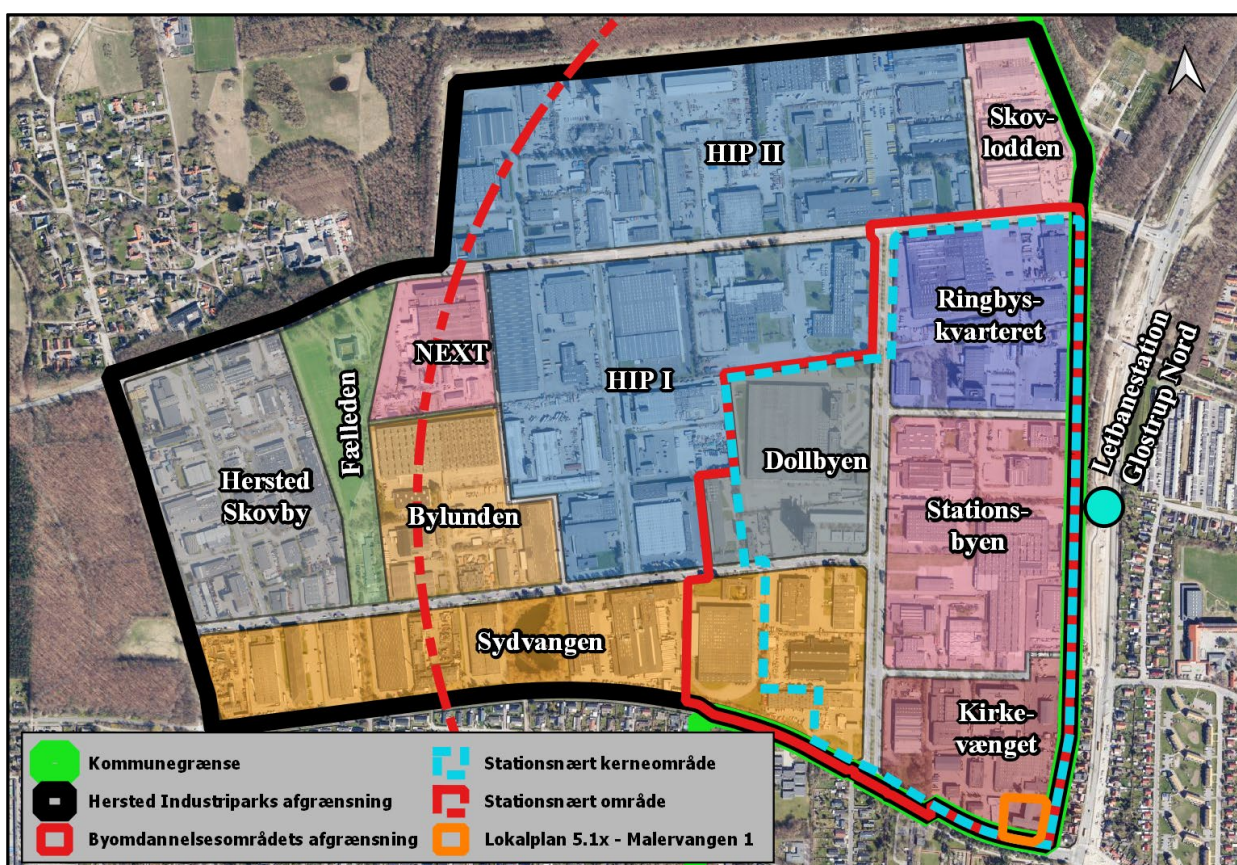 Skov-
lodden
HIP II
Ringbys-
kvarteret
NEXT
HIP I
Fælleden
Letbanestation
Glostrup Nord
Dollbyen
Hersted
Skovby
Bylunden
Stations-
byen
Sydvangen
Kirke-
vænget
Kommunegrænse
Hersted Industriparks afgrænsning
Byomdannelsesområdets afgrænsning
Stationsnært kerneområde
Stationsnært område
Lokalplan 5.1x - Malervangen 1